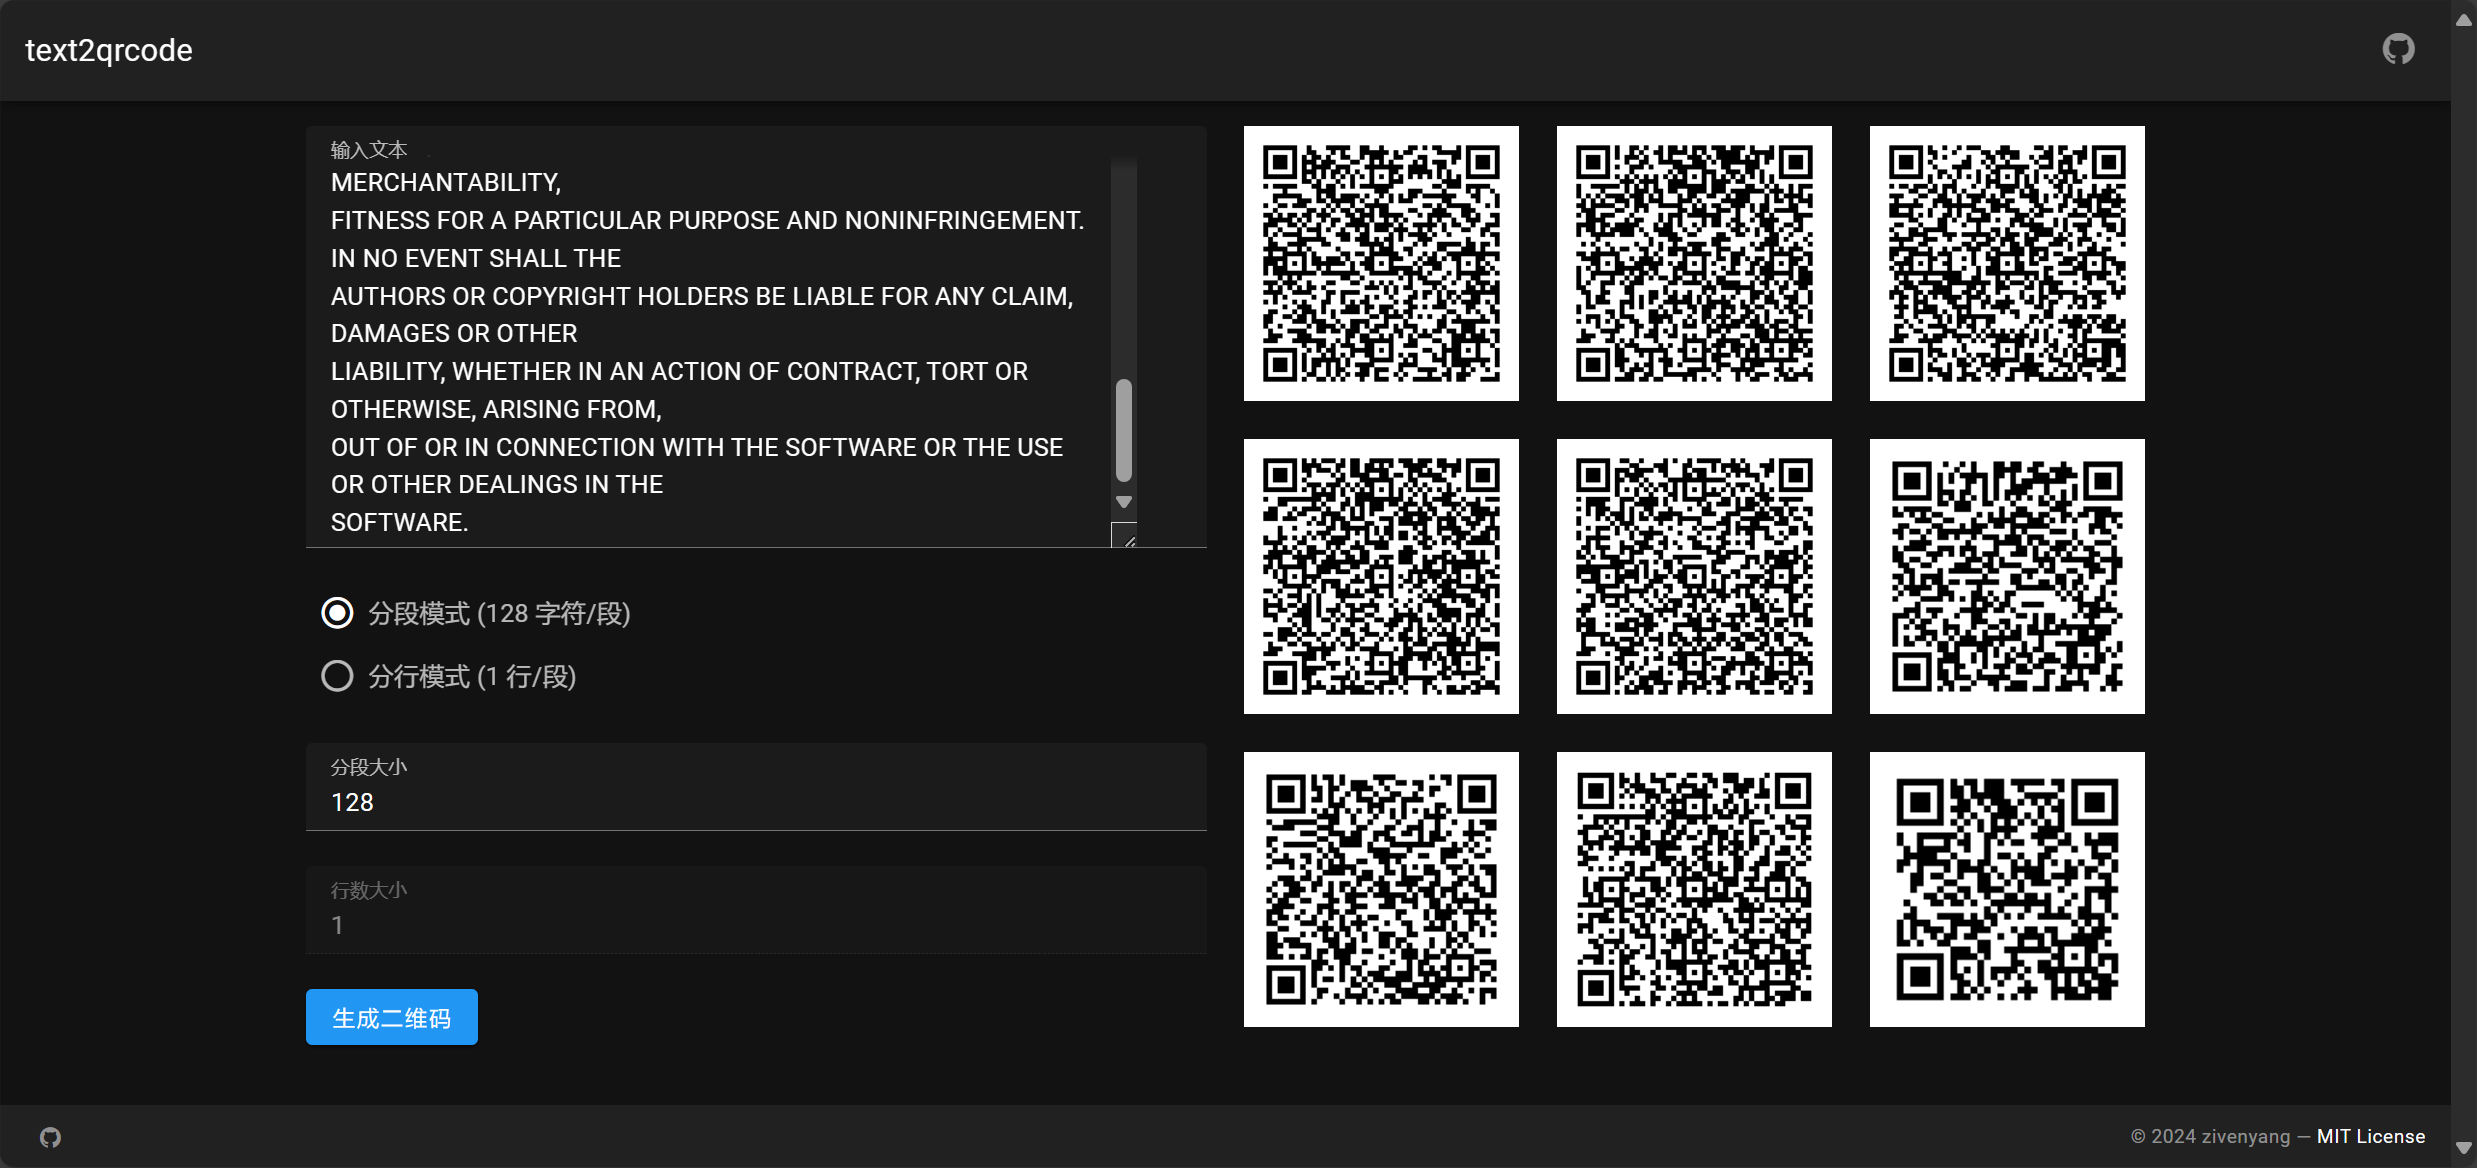 text2qrcode
输入文本
MERCHANTABILITY,
FITNESS FOR A PARTICULAR PURPOSE AND NONINFRINGEMENT.
IN NO EVENT SHALL THE
AUTHORS OR COPYRIGHT HOLDERS BE LIABLE FOR ANY CLAIM,
DAMAGES OR OTHER
LIABILITY, WHETHER IN AN ACTION OF CONTRACT, TORT OR
OTHERWISE, ARISING FROM,
OUT OF OR IN CONNECTION WITH THE SOFTWARE OR THE USE
OR OTHER DEALINGS IN THE
SOFTWARE.
分段模式 (128 字符/段)
分行模式 (1 行/段)
分段大小
128
行数大小
1
生成二维码
© 2024 zivenyang — MIT License